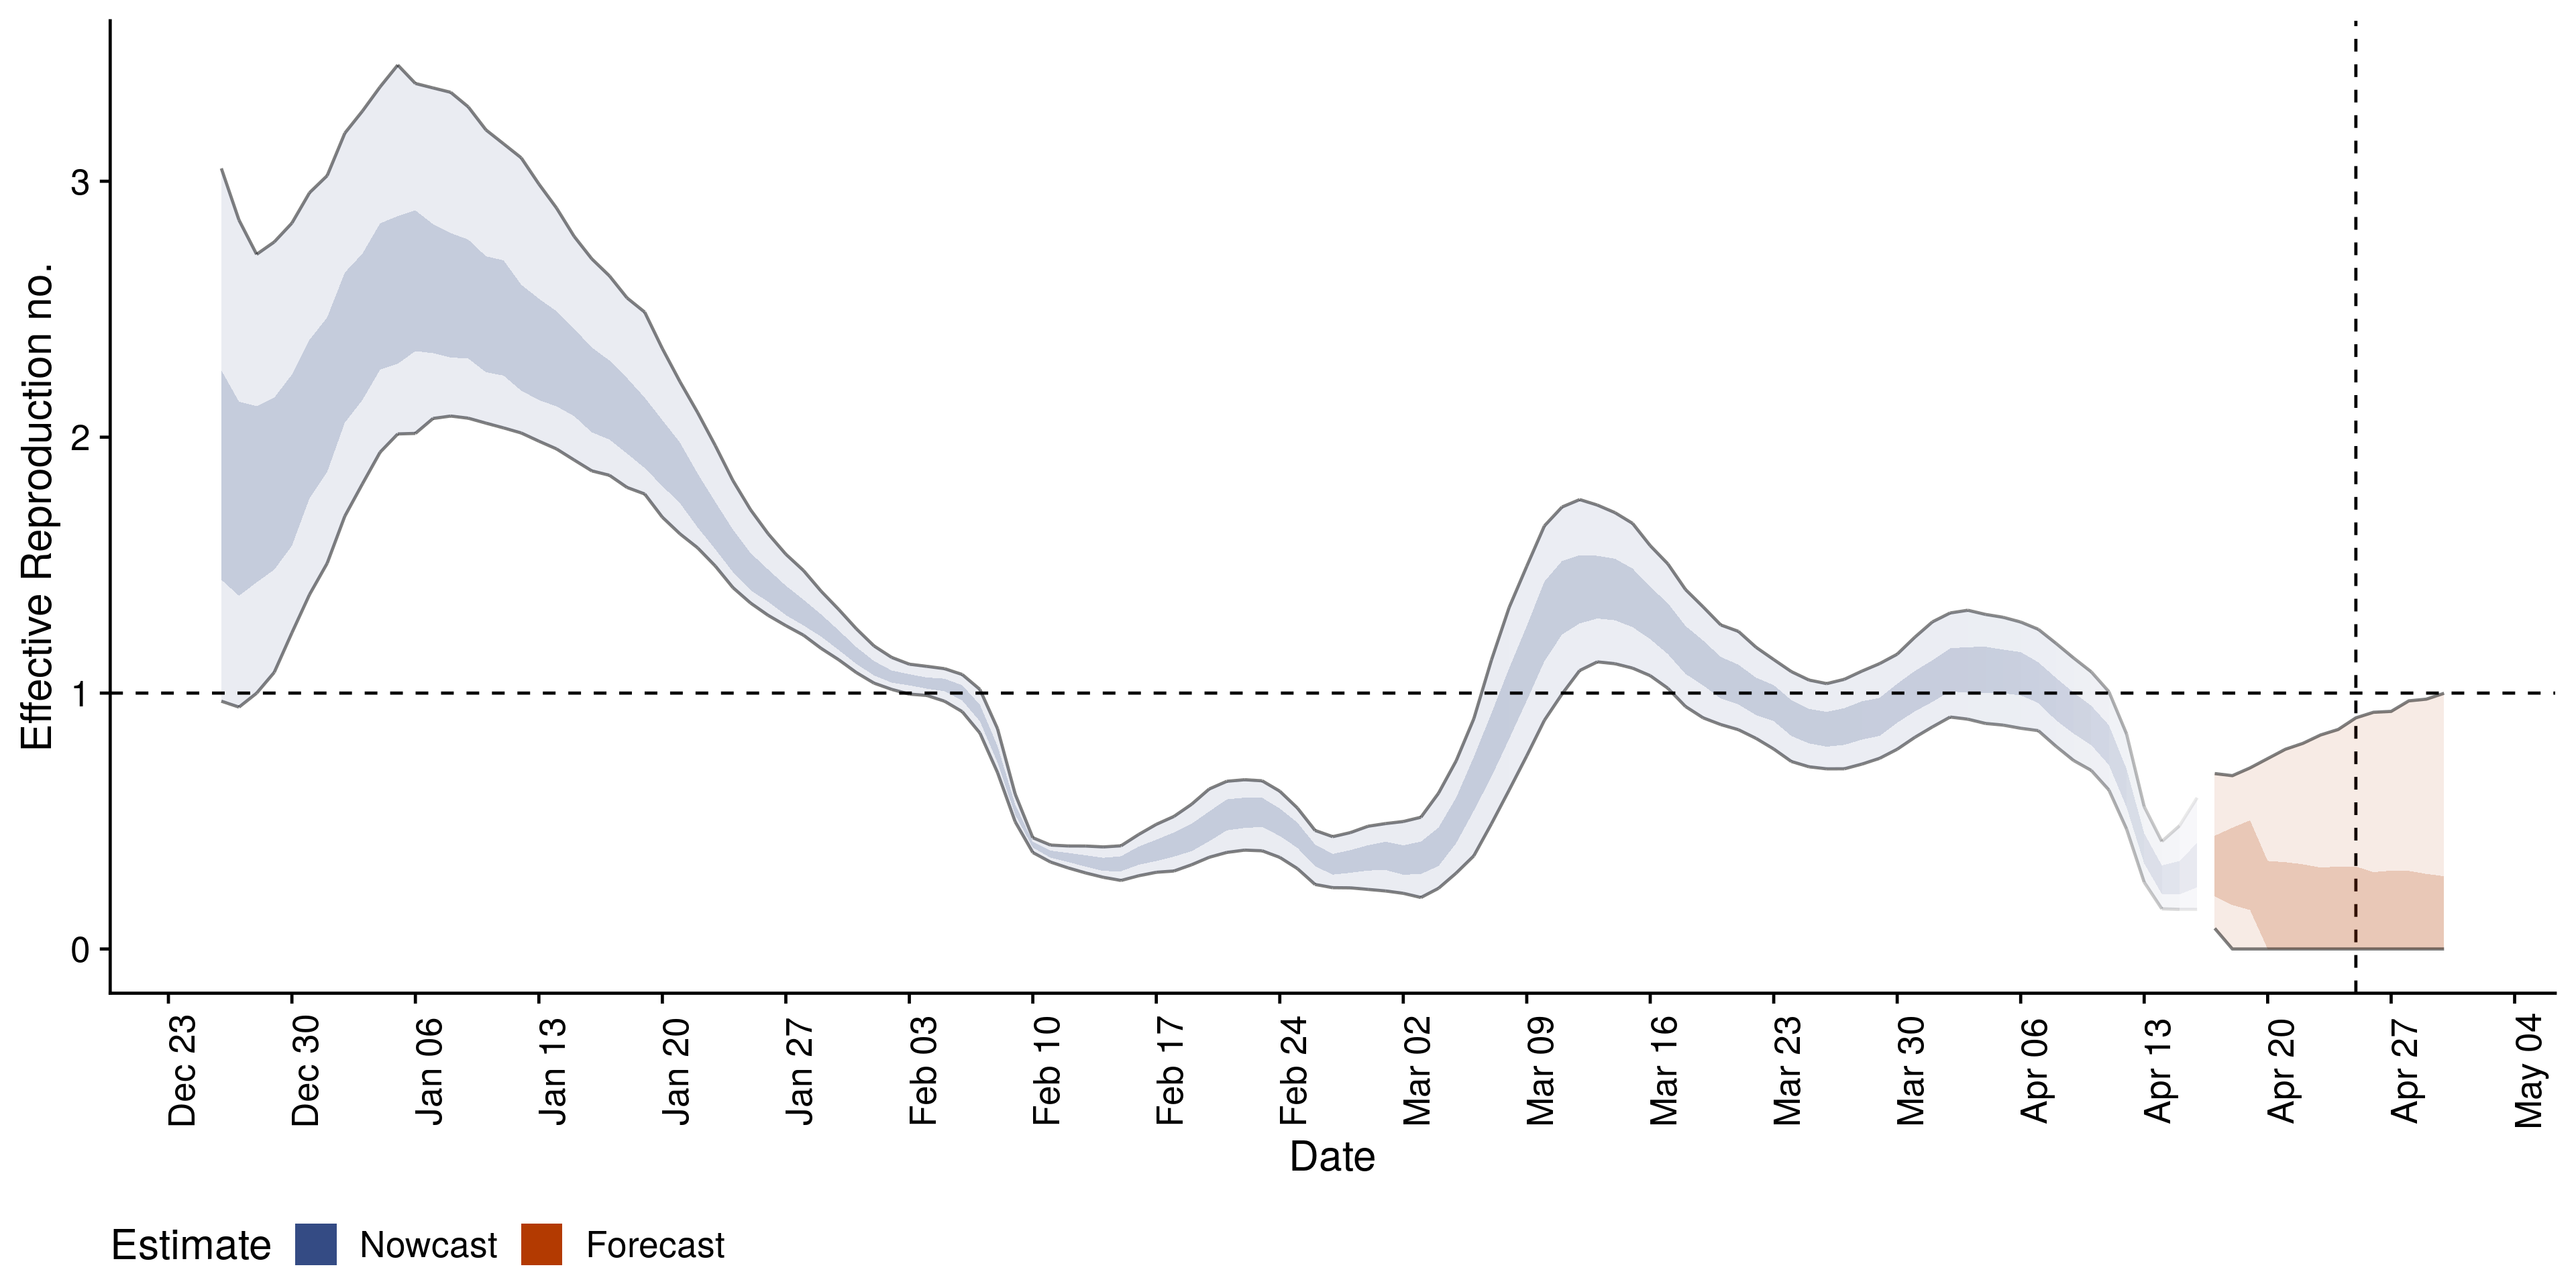 Effective Reproduction no.
3
2
1
0
Dec 23
Dec 30
Jan 06
Jan 13
Jan 20
Jan 27
Feb 03
Feb 10
Feb 17
Feb 24
Mar 02
Mar 09
Mar 16
Mar 23
Mar 30
Apr 06
Apr 13
Apr 20
Apr 27
May 04
Date
Estimate Nowcast Forecast